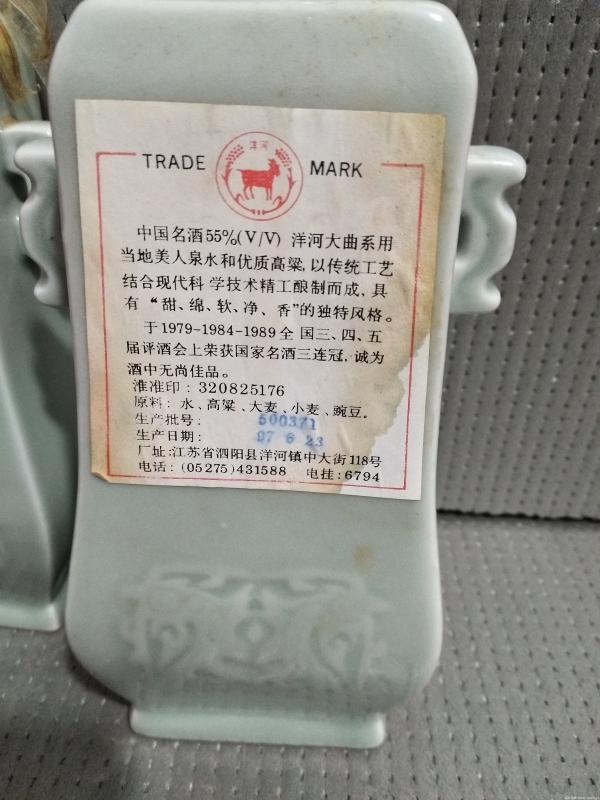 洋河
TRADE MARK
中国名酒55%(V/V) 洋河大曲系用
当地美人泉水和优质高粱,以传统工艺
结合现代科学技术精工酿制而成,具
有“甜、绵、软、净、香”的独特风格。
于1979-1984-1989全国三、四、五
届评酒会上荣获国家名酒三连冠,诚为
酒中无尚佳品。
淮准印:320825176
原料:水、高粱、大麦、小麦、豌豆。
生产批号: 500371
生产日期: 97 6 23
厂址:江苏省泗阳县洋河镇中大街118号
电话:(05275)431588 电挂:6794